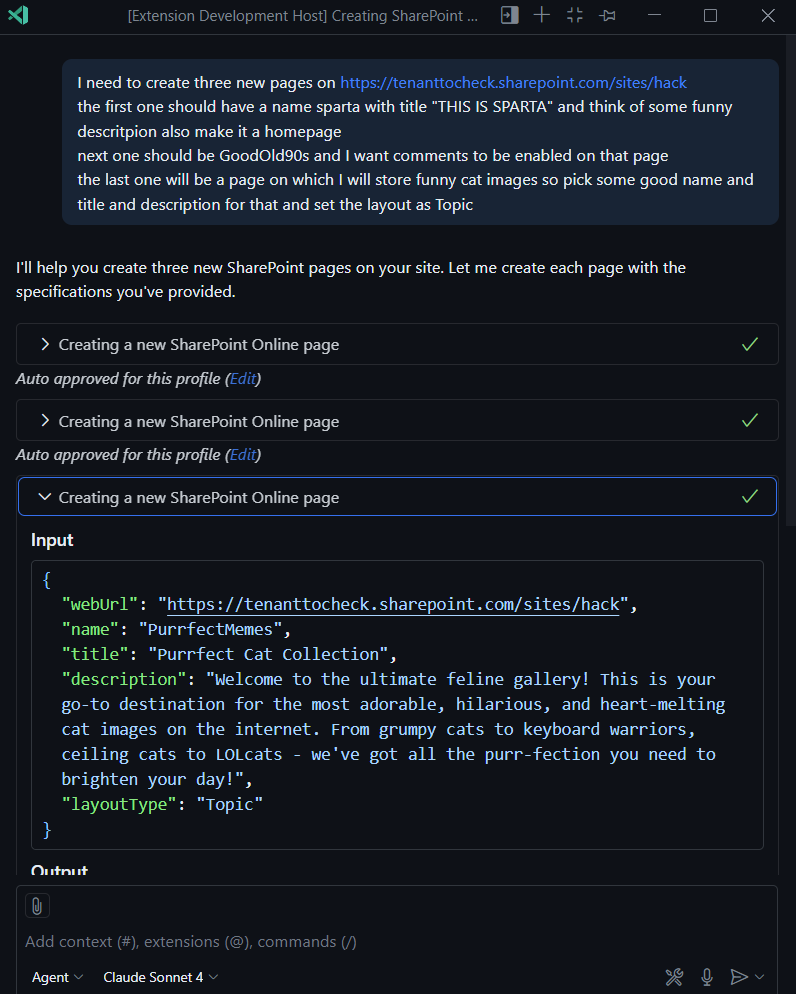 [Extension Development Host] Creating SharePoint ...
I need to create three new pages on https://tenanttocheck.sharepoint.com/sites/hack
the first one should have a name sparta with title "THIS IS SPARTA" and think of some funny
descritpion also make it a homepage
next one should be GoodOld90s and I want comments to be enabled on that page
the last one will be a page on which I will store funny cat images so pick some good name and
title and description for that and set the layout as Topic
I'll help you create three new SharePoint pages on your site. Let me create each page with the
specifications you've provided.
Creating a new SharePoint Online page
Auto approved for this profile (Edit)
Creating a new SharePoint Online page
Auto approved for this profile (Edit)
Creating a new SharePoint Online page
Input
{
"webUrl": "https://tenanttocheck.sharepoint.com/sites/hack",
"name": "PurrfectMemes",
"title": "Purrfect Cat Collection",
"description": "Welcome to the ultimate feline gallery! This is your
go-to destination for the most adorable, hilarious, and heart-melting
cat images on the internet. From grumpy cats to keyboard warriors,
ceiling cats to LOLcats - we've got all the purr-fection you need to
brighten your day!",
"layoutType": "Topic"
}
Output
Add context (#), extensions (@), commands (/)
Agent
Claude Sonnet 4